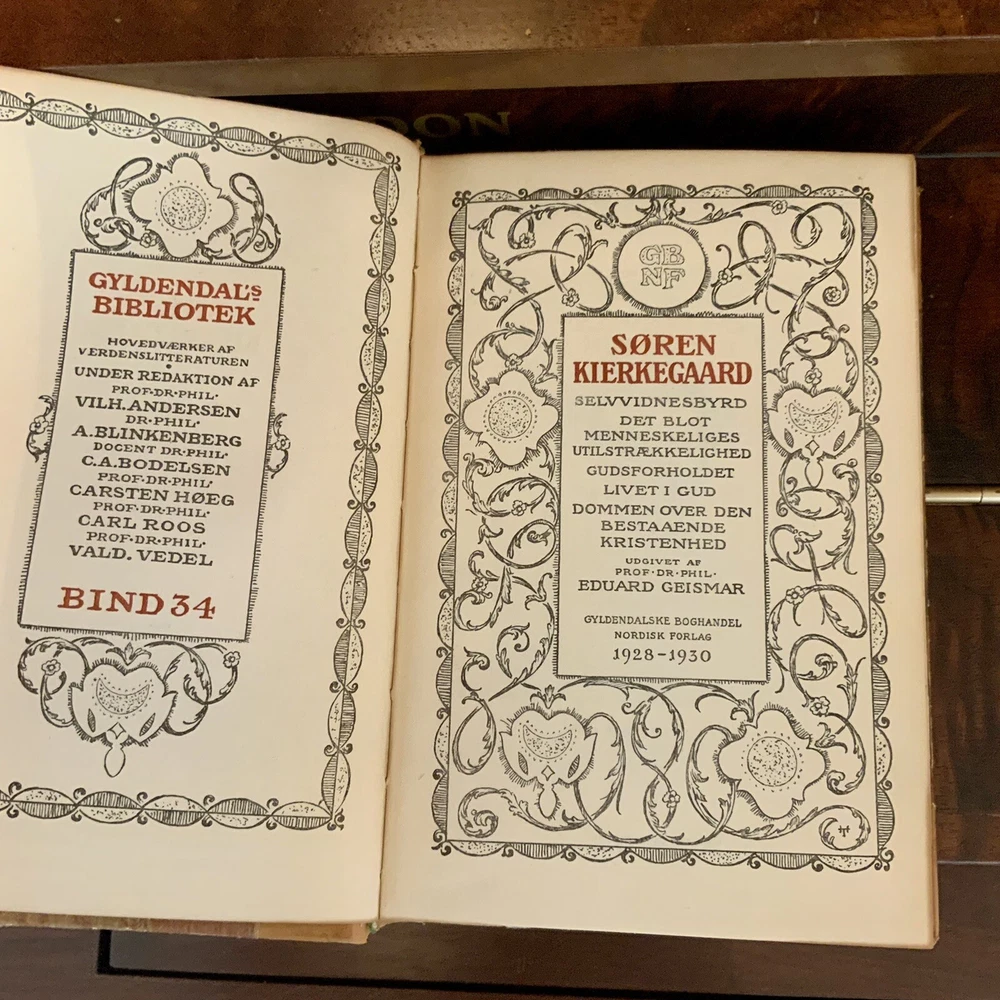 GYLDENDAL's
BIBLIOTEK
HOVEDVÆRKER AF
VERDENSLITTERATUREN
UNDER REDAKTION AF
PROF·DR·PHIL·
VILH. ANDERSEN
DR·PHIL·
A. BLINKENBERG
DOCENT DR·PHIL·
C.A. BODELSEN
PROF·DR·PHIL·
CARSTEN HØEG
PROF·DR·PHIL·
CARL ROOS
PROF·DR·PHIL·
VALD. VEDEL
BIND 34
GB
NF
SØREN
KIERKEGAARD
SELVVIDNESBYRD
DET BLOT
MENNESKELIGES
UTILSTRÆKKELIGHED
GUDSFORHOLDET
LIVET I GUD
DOMMEN OVER DEN
BESTAAENDE
KRISTENHED
UDGIVET AF
PROF·DR·PHIL·
EDUARD GEISMAR
GYLDENDALSKE BOGHANDEL
NORDISK FORLAG
1928-1930